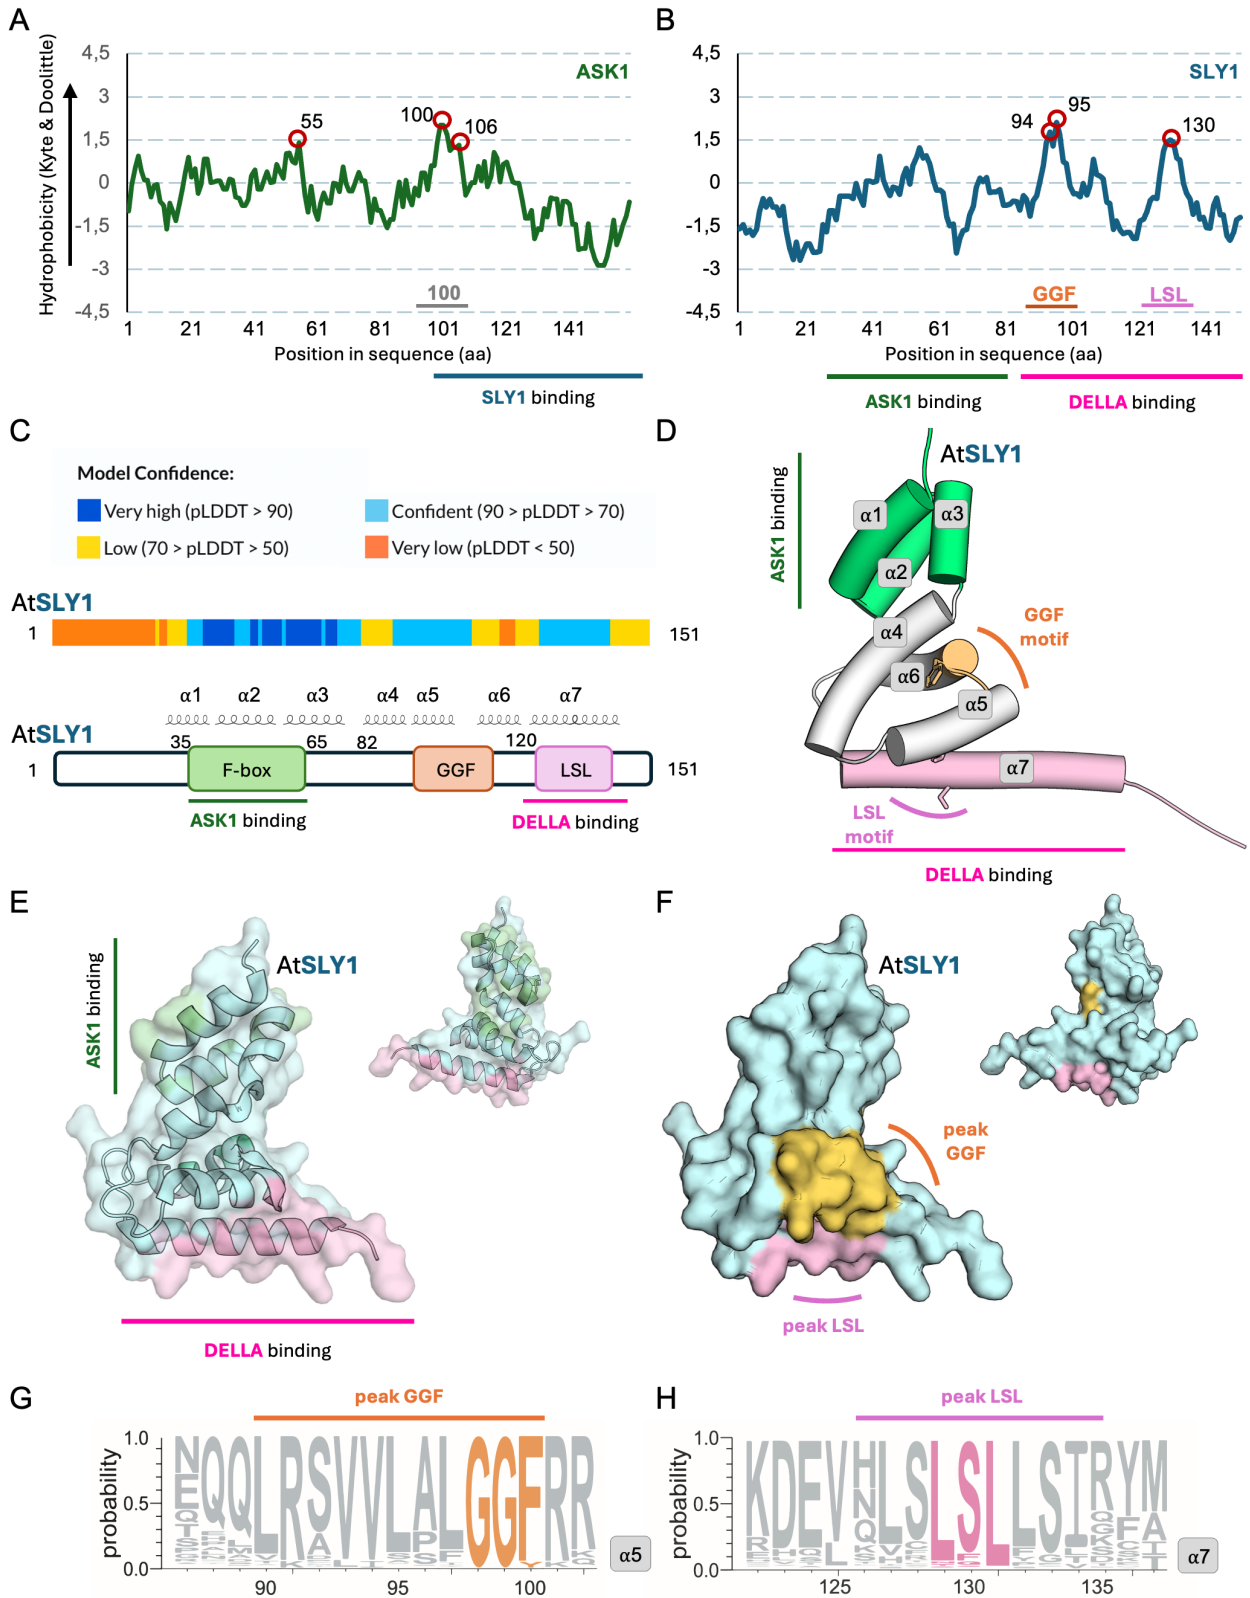 A
Hydrophobicity (Kyte & Doolittle)
4,5
3
1,5
0
-1.5
-3
-4,5
ASK1
55
100
106
100
1 21 41 61 81 101 121 141
Position in sequence (aa)
SLY1 binding
B
4,5
3
1,5
0
-1.5
-3
-4,5
SLY1
94
95
130
GGF
LSL
1 21 41 61 81 101 121 141
Position in sequence (aa)
ASK1 binding
DELLA binding
C
Model Confidence:
Very high (pLDDT > 90)
Confident (90 > pLDDT > 70)
Low (70 > pLDDT > 50)
Very low (pLDDT < 50)
AtSLY1
1
151
α1 α2 α3 α4 α5 α6 α7
AtSLY1
35 65 82 120
1
F-box
GGF
LSL
151
ASK1 binding
DELLA binding
D
AtSLY1
ASK1 binding
α1
α3
α2
α4
α6
α5
α7
GGF
motif
LSL
motif
DELLA binding
E
ASK1 binding
AtSLY1
DELLA binding
F
AtSLY1
peak
GGF
peak LSL
G
peak GGF
probability
1.0
0.5
0.0
NQQLRSVVLALGGFRR
90 95 100
α5
H
peak LSL
probability
1.0
0.5
0.0
KDEVHLSLSLLSIRYM
125 130 135
α7